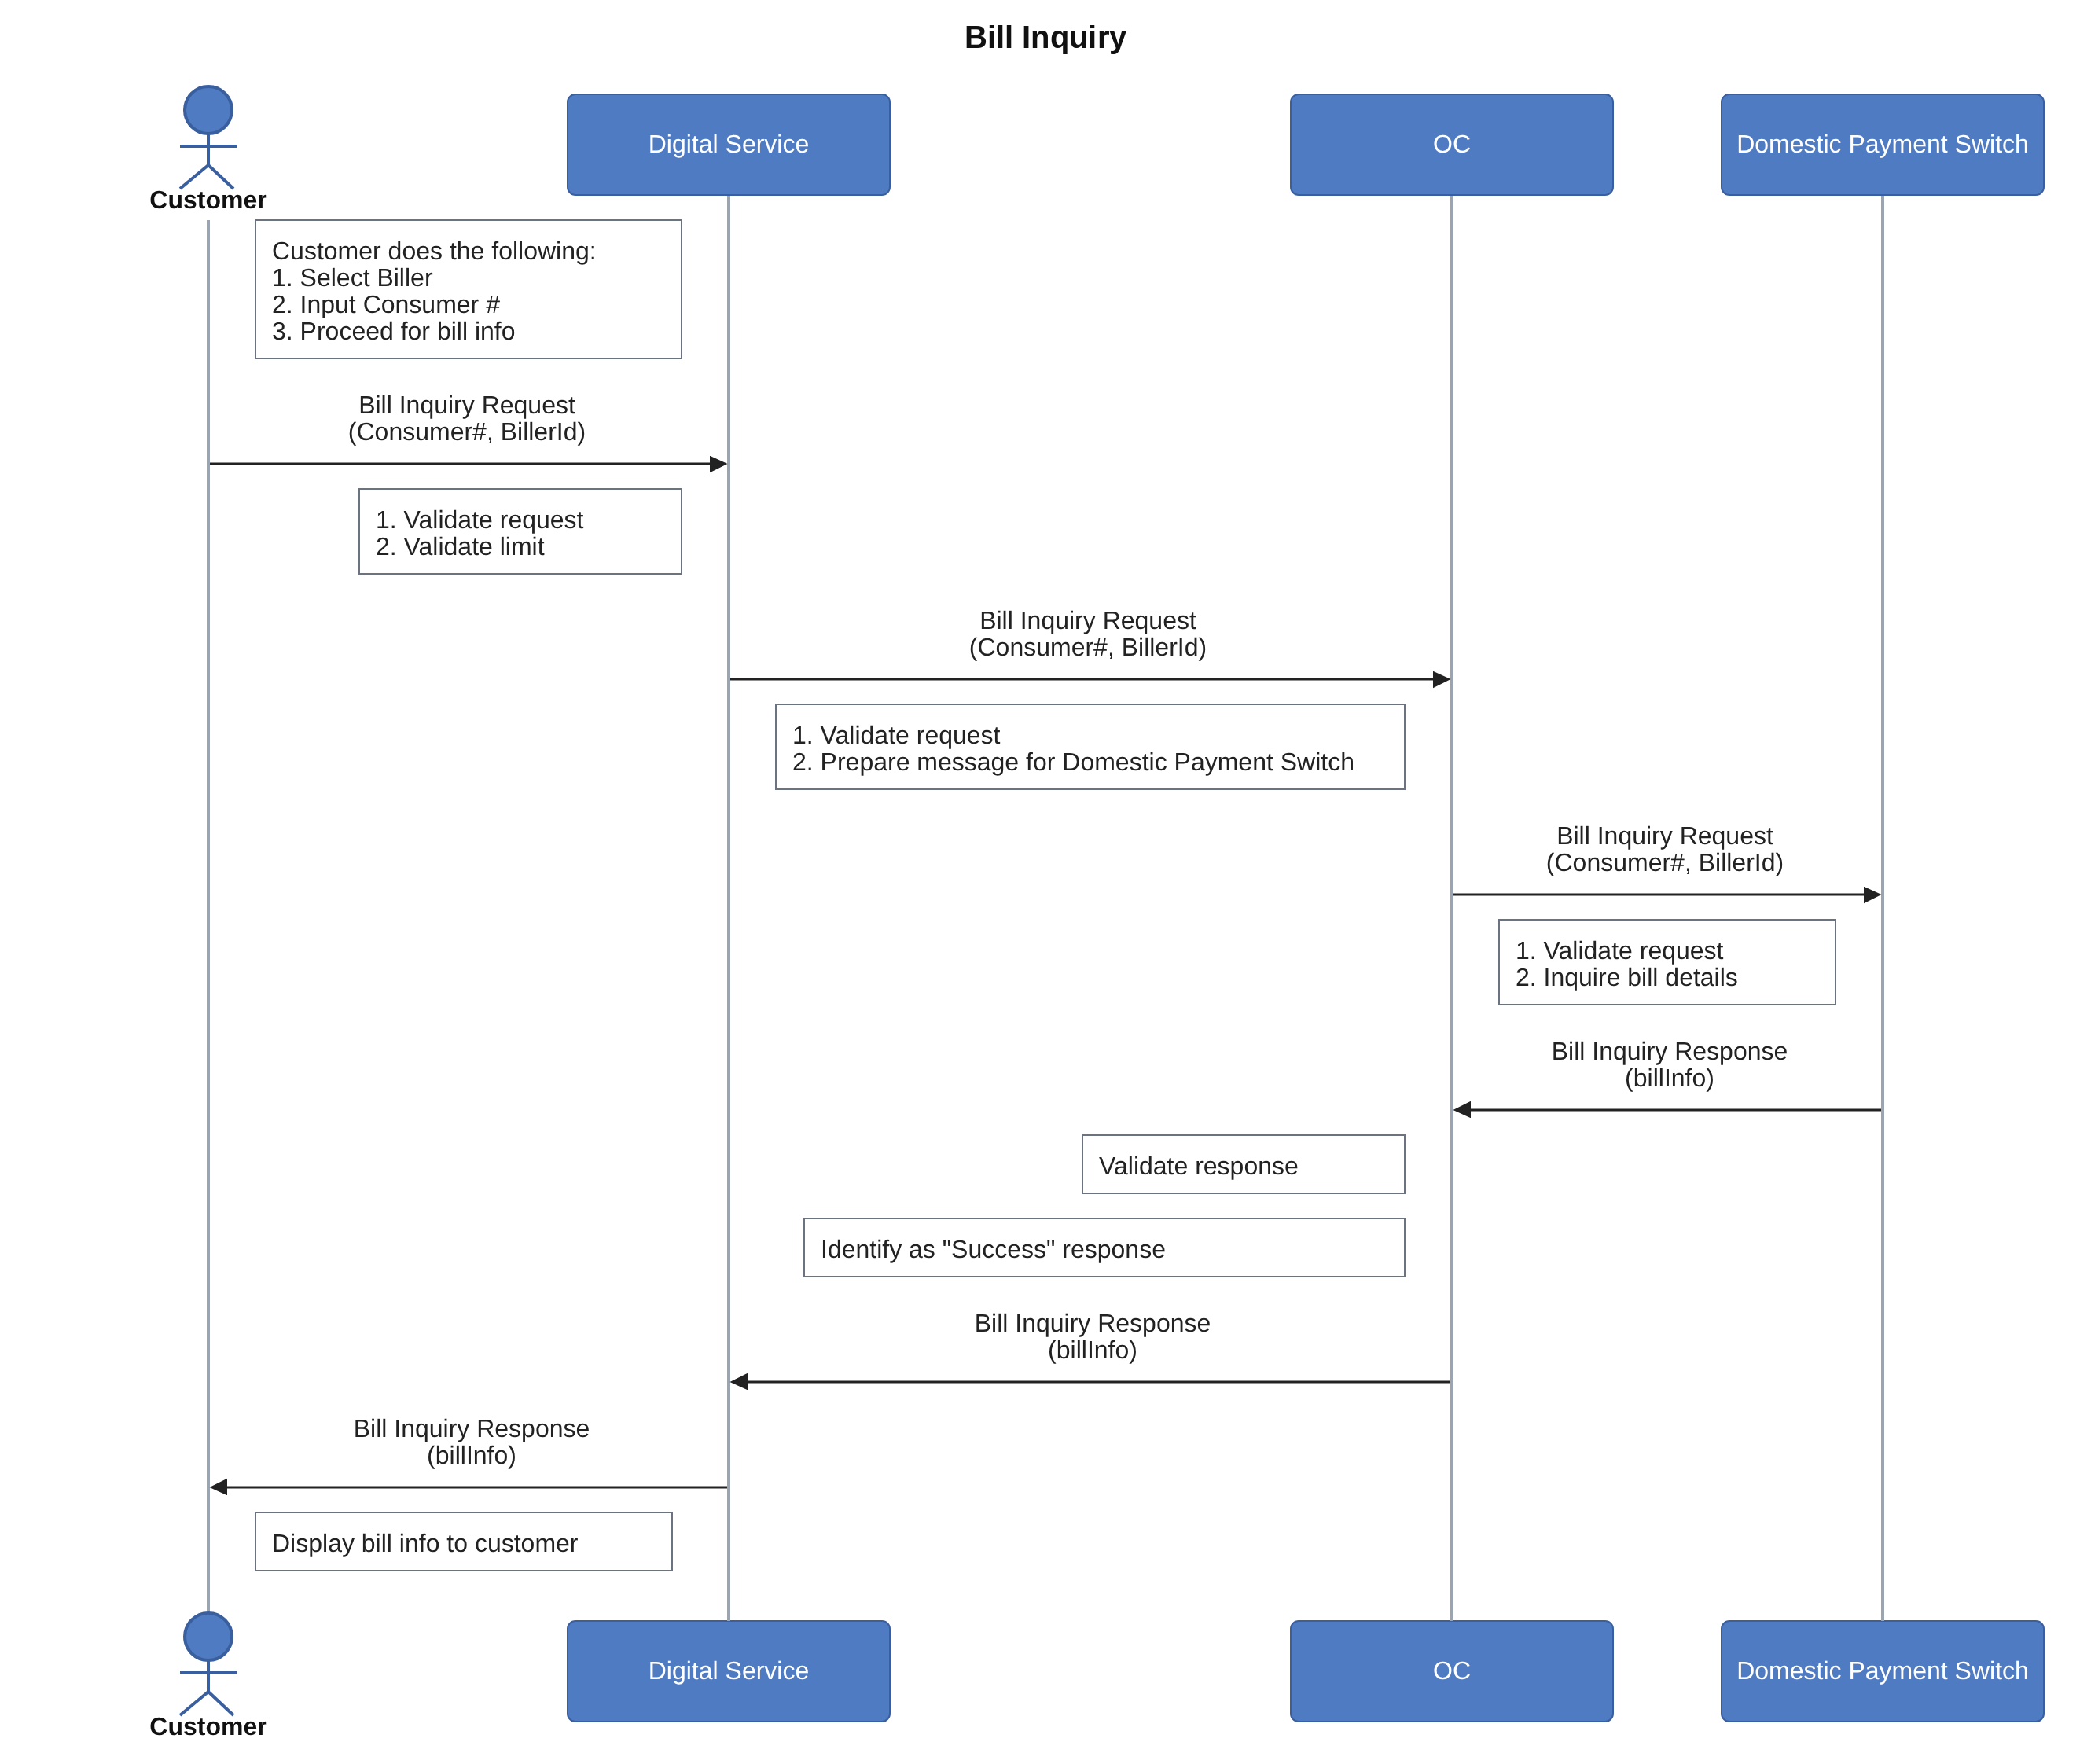 Bill Inquiry
Customer
Digital Service
OC
Domestic Payment Switch
Customer does the following:
1. Select Biller
2. Input Consumer #
3. Proceed for bill info
Bill Inquiry Request
(Consumer#, BillerId)
1. Validate request
2. Validate limit
Bill Inquiry Request
(Consumer#, BillerId)
1. Validate request
2. Prepare message for Domestic Payment Switch
Bill Inquiry Request
(Consumer#, BillerId)
1. Validate request
2. Inquire bill details
Bill Inquiry Response
(billInfo)
Validate response
Identify as "Success" response
Bill Inquiry Response
(billInfo)
Bill Inquiry Response
(billInfo)
Display bill info to customer
Customer
Digital Service
OC
Domestic Payment Switch